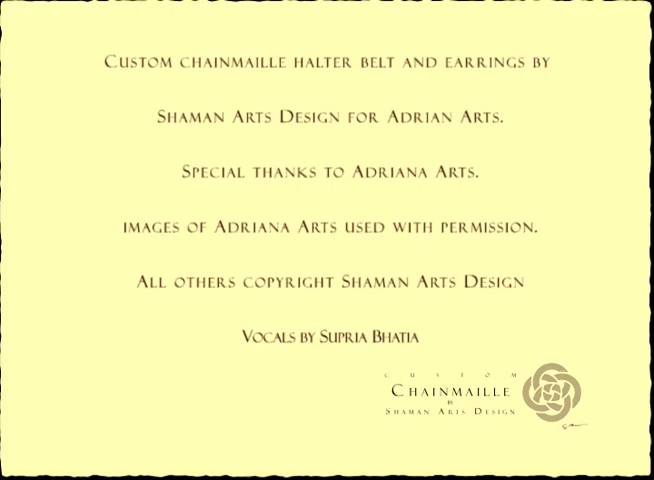 Custom chainmaille halter belt and earrings by
Shaman Arts Design for Adrian Arts.
Special thanks to Adriana Arts.
images of Adriana Arts used with permission.
All others copyright Shaman Arts Design
Vocals by Supria Bhatia
CUSTOM
Chainmaille
by
Shaman Arts Design